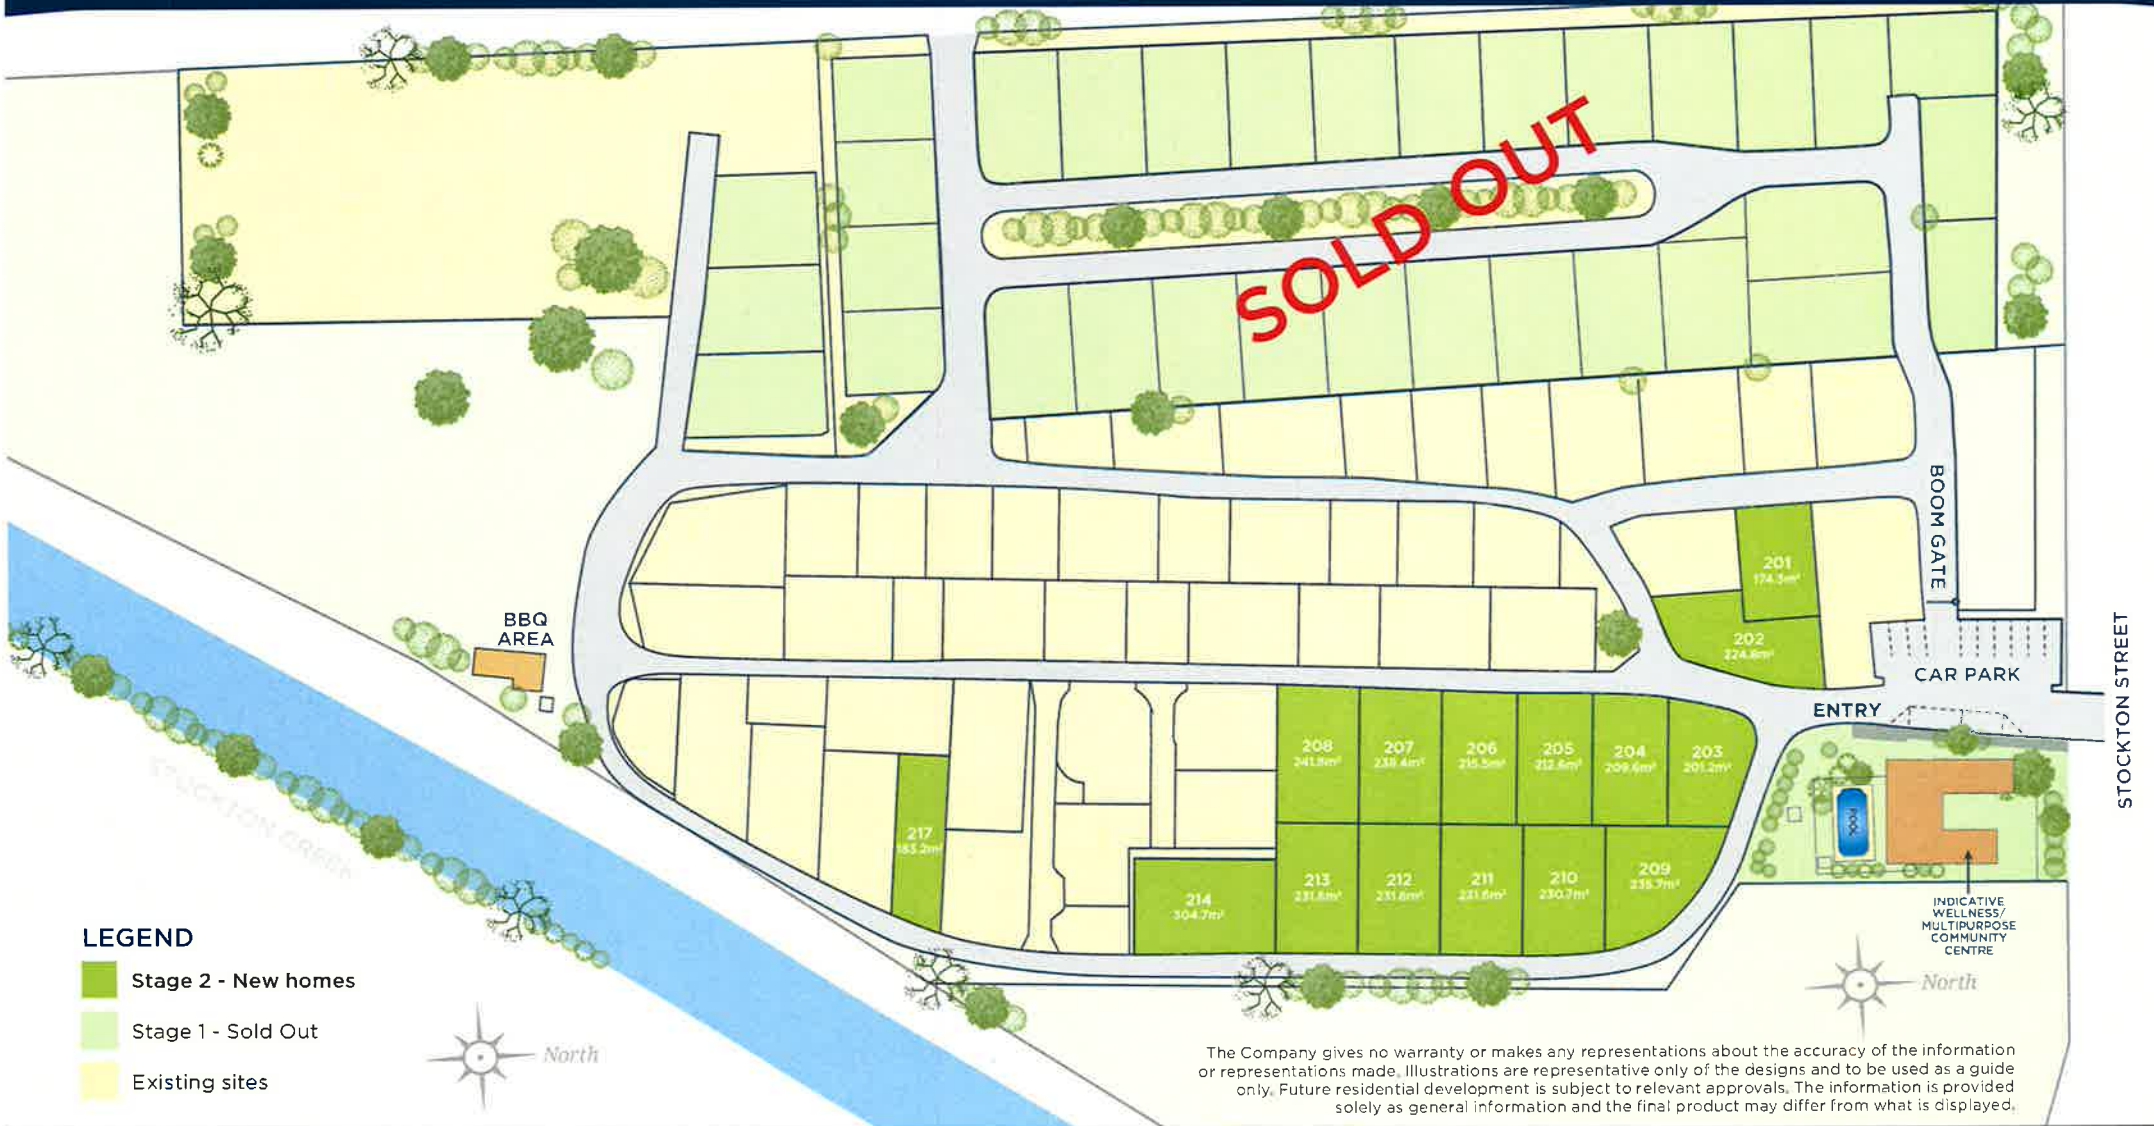 SOLD OUT
BOOM GATE
201
174.3m²
202
224.8m²
BBQ
AREA
CAR PARK
ENTRY
STOCKTON STREET
208
241.8m²
207
238.4m²
206
215.5m²
205
212.6m²
204
209.6m²
203
201.2m²
POOL
217
183.2m²
214
304.7m²
213
231.8m²
212
231.8m²
211
231.8m²
210
230.7m²
209
235.7m²
STOCKTON CREEK
INDICATIVE
WELLNESS/
MULTIPURPOSE
COMMUNITY
CENTRE
LEGEND
Stage 2 - New homes
Stage 1 - Sold Out
Existing sites
North
North
The Company gives no warranty or makes any representations about the accuracy of the information
or representations made. Illustrations are representative only of the designs and to be used as a guide
only. Future residential development is subject to relevant approvals. The information is provided
solely as general information and the final product may differ from what is displayed.